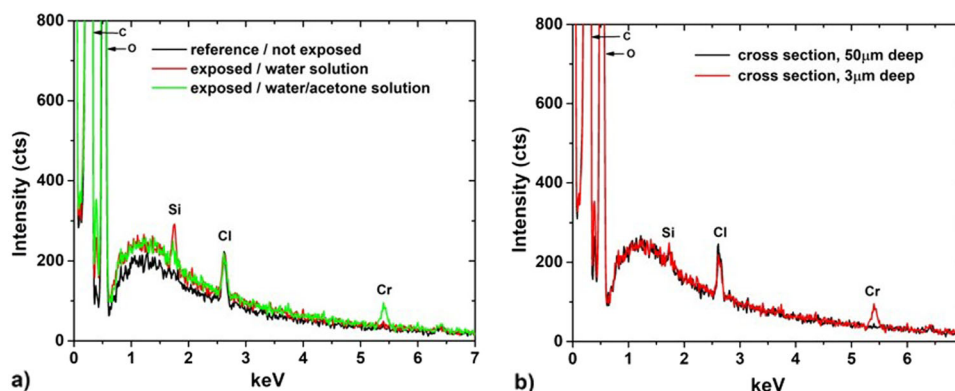 800
600
400
200
0
Intensity (cts)
C
O
reference / not exposed
exposed / water solution
exposed / water/acetone solution
Si
Cl
Cr
0 1 2 3 4 5 6 7
keV
a)
800
600
400
200
0
Intensity (cts)
C
O
cross section, 50μm deep
cross section, 3μm deep
Si
Cl
Cr
0 1 2 3 4 5 6
keV
b)